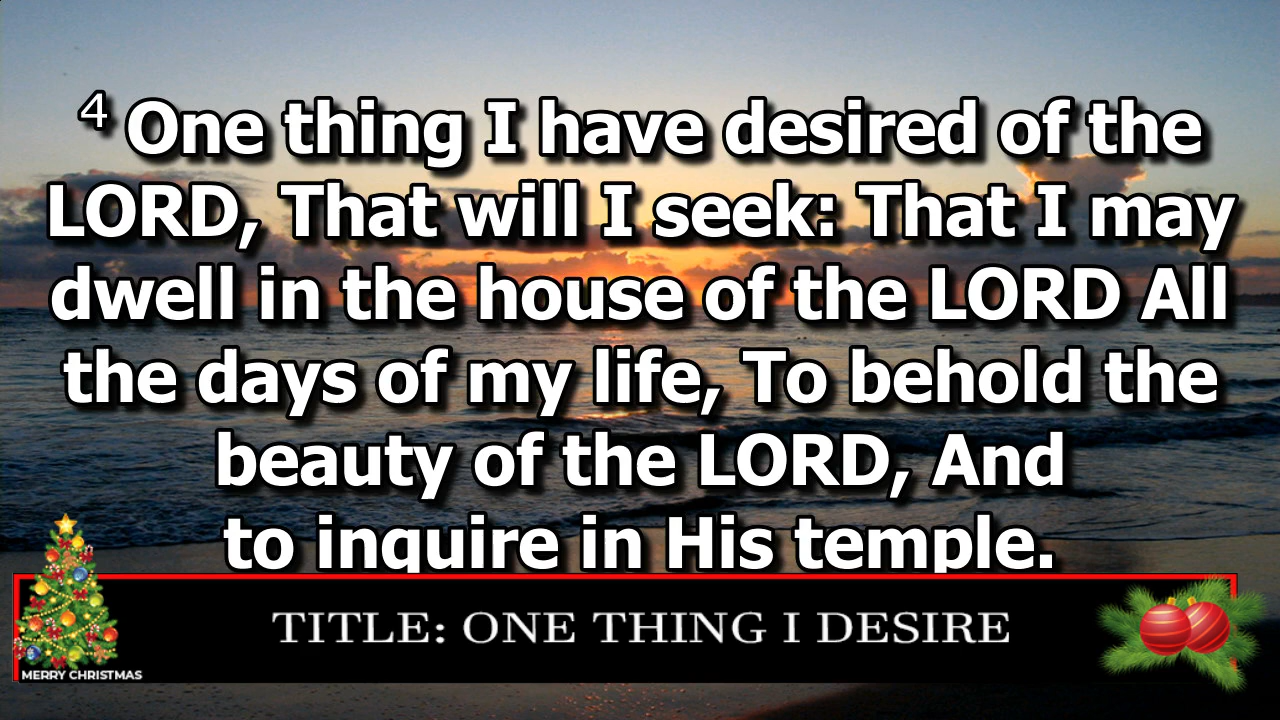 4 One thing I have desired of the
LORD, That will I seek: That I may
dwell in the house of the LORD All
the days of my life, To behold the
beauty of the LORD, And
to inquire in His temple.
TITLE: ONE THING I DESIRE
MERRY CHRISTMAS